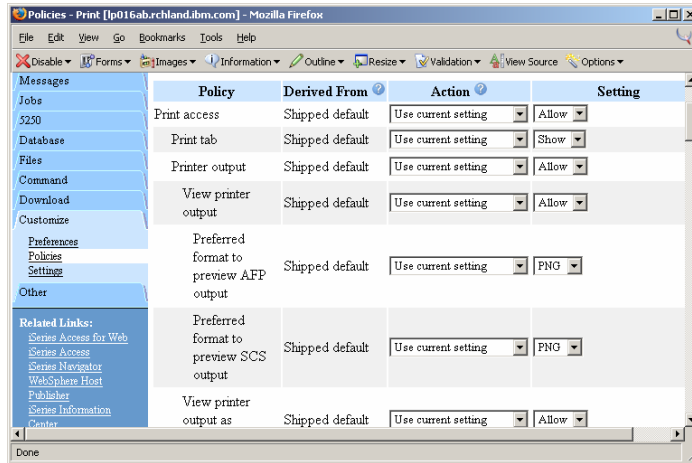 Policies - Print [lp016ab.rchland.ibm.com] - Mozilla Firefox
File Edit View Go Bookmarks Tools Help
Disable Forms Images Information Outline Resize Validation View Source Options
Messages
Jobs
5250
Database
Files
Command
Download
Customize
Preferences
Policies
Settings
Other
Related Links:
iSeries Access for Web
iSeries Access
iSeries Navigator
WebSphere Host
Publisher
iSeries Information
Center
Policy Derived From ? Action ? Setting
Print access Shipped default Use current setting Allow
Print tab Shipped default Use current setting Show
Printer output Shipped default Use current setting Allow
View printer
output Shipped default Use current setting Allow
Preferred
format to
preview AFP
output Shipped default Use current setting PNG
Preferred
format to
preview SCS
output Shipped default Use current setting PNG
View printer
output as Shipped default Use current setting Allow
Done